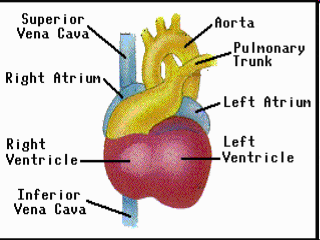 Superior
Vena Cava
Aorta
Pulmonary
Trunk
Right Atrium
Left Atrium
Right
Ventricle
Left
Ventricle
Inferior
Vena Cava